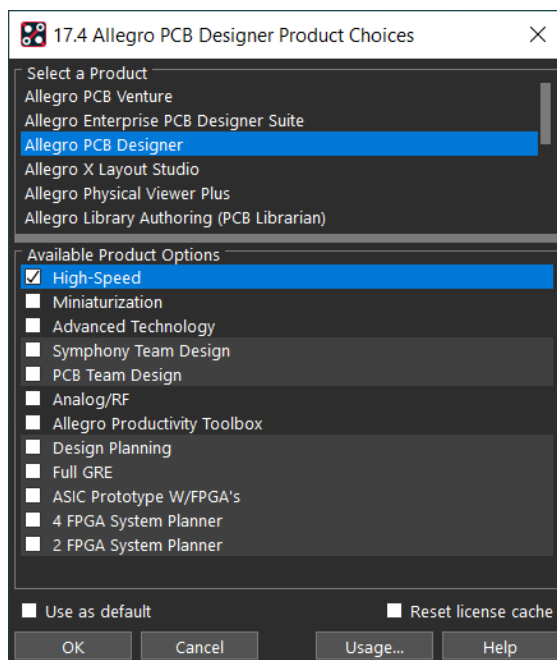 17.4 Allegro PCB Designer Product Choices
Select a Product
Allegro PCB Venture
Allegro Enterprise PCB Designer Suite
Allegro PCB Designer
Allegro X Layout Studio
Allegro Physical Viewer Plus
Allegro Library Authoring (PCB Librarian)
Available Product Options
High-Speed
Miniaturization
Advanced Technology
Symphony Team Design
PCB Team Design
Analog/RF
Allegro Productivity Toolbox
Design Planning
Full GRE
ASIC Prototype W/FPGA's
4 FPGA System Planner
2 FPGA System Planner
Use as default Reset license cache
OK Cancel Usage... Help